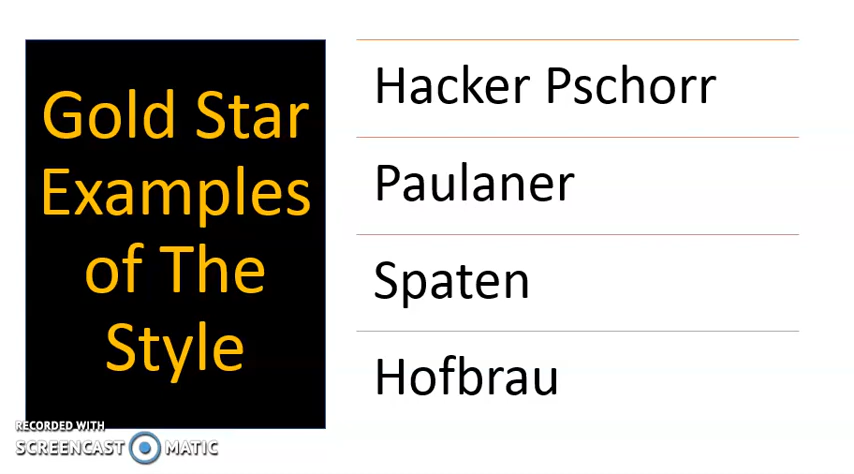 Gold Star
Examples
of The
Style
Hacker Pschorr
Paulaner
Spaten
Hofbrau
RECORDED WITH
SCREENCAST MATIC